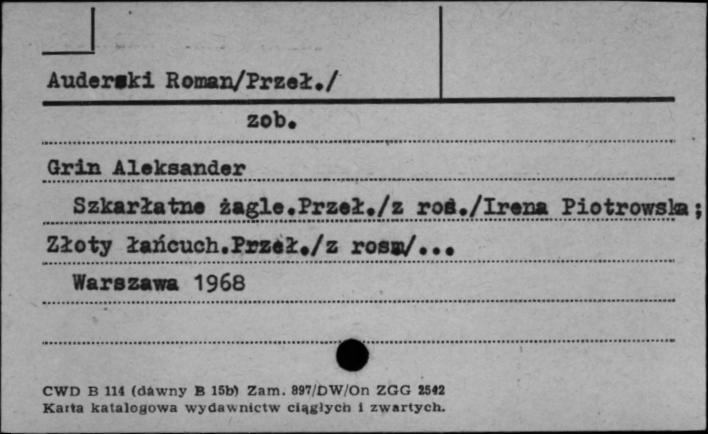 Auderski Roman/Przeł./
zob.
Grin Aleksander
Szkarłatne żagle.Przeł./z ros./Irena Piotrowska;
Złoty łańcuch.Przeł./z rosm/...
Warszawa 1968
CWD B 114 (dawny B 15b) Zam. 897/DW/On ZGG 2542
Karta katalogowa wydawnictw ciągłych i zwartych.